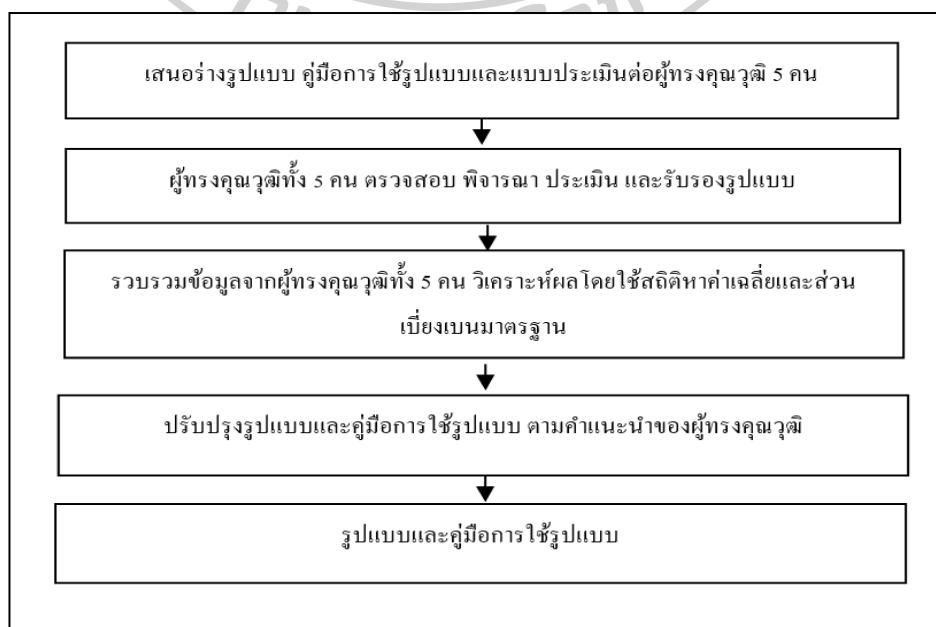 เสนอร่างรูปแบบ คู่มือการใช้รูปแบบและแบบประเมินต่อผู้ทรงคุณวุฒิ 5 คน
ผู้ทรงคุณวุฒิทั้ง 5 คน ตรวจสอบ พิจารณา ประเมิน และรับรองรูปแบบ
รวบรวมข้อมูลจากผู้ทรงคุณวุฒิทั้ง 5 คน วิเคราะห์ผลโดยใช้สถิติหาค่าเฉลี่ยและส่วน
เบี่ยงเบนมาตรฐาน
ปรับปรุงรูปแบบและคู่มือการใช้รูปแบบ ตามคำแนะนำของผู้ทรงคุณวุฒิ
รูปแบบและคู่มือการใช้รูปแบบ